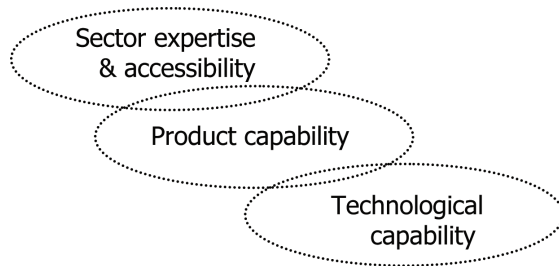 Sector expertise
& accessibility
Product capability
Technological
capability